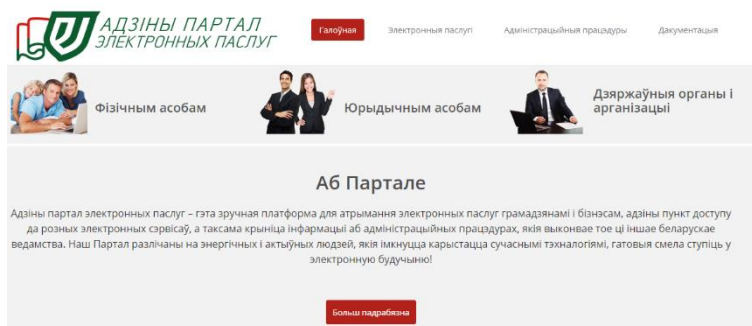 АДЗІНЫ ПАРТАЛ
ЭЛЕКТРОННЫХ ПАСЛУГ
Галоўная
Электронныя паслугі
Адміністрацыйныя працэдуры
Дакументацыя
Фізічным асобам
Юрыдычным асобам
Дзяржаўныя органы і
арганізацыі
Аб Партале
Адзіны партал электронных паслуг – гэта зручная платформа для атрымання электронных паслуг грамадзянамі і бізнэсам, адзіны пункт доступу
да розных электронных сэрвісаў, а таксама крыніца інфармацыі аб адміністрацыйных працэдурах, якія выконвае тое ці іншае беларускае
ведамства. Наш Партал разлічаны на энергічных і актыўных людзей, якія імкнуцца карыстацца сучаснымі тэхналогіямі, гатовыя смела ступіць у
электронную будучыню!
Больш падрабязна